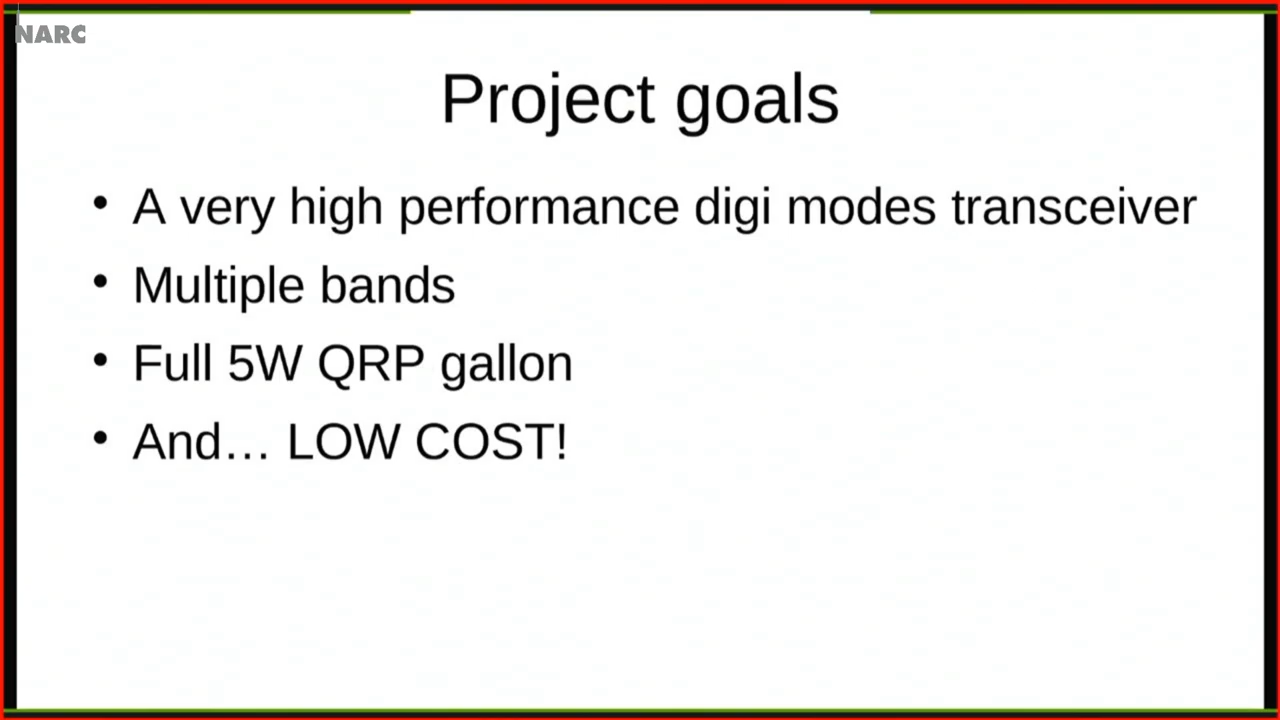 NARC
Project goals
• A very high performance digi modes transceiver
• Multiple bands
• Full 5W QRP gallon
• And… LOW COST!